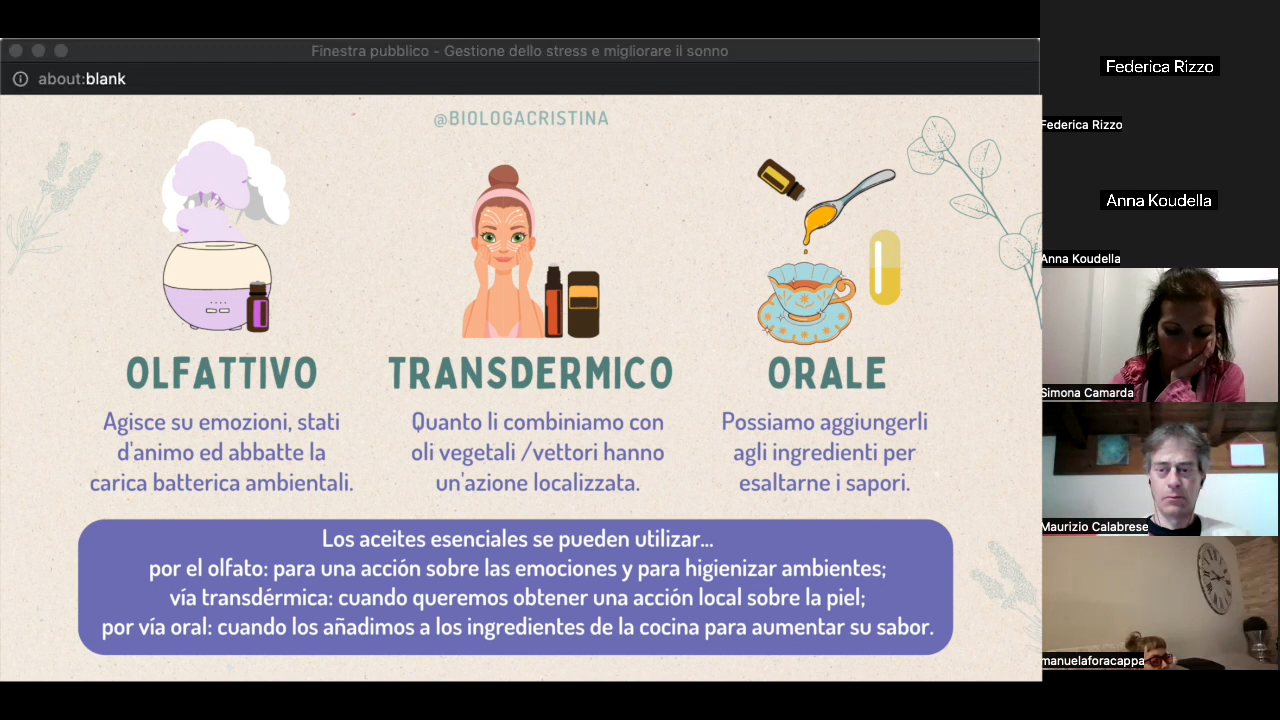 Finestra pubblico - Gestione dello stress e migliorare il sonno
about:blank
@BIOLOGACRISTINA
OLFATTIVO
Agisce su emozioni, stati
d'animo ed abbatte la
carica batterica ambientali.
TRANSDERMICO
Quanto li combiniamo con
oli vegetali /vettori hanno
un'azione localizzata.
ORALE
Possiamo aggiungerli
agli ingredienti per
esaltarne i sapori.
Los aceites esenciales se pueden utilizar...
por el olfato: para una acción sobre las emociones y para higienizar ambientes;
vía transdérmica: cuando queremos obtener una acción local sobre la piel;
por vía oral: cuando los añadimos a los ingredientes de la cocina para aumentar su sabor.
Federica Rizzo
Federica Rizzo
Anna Koudella
Anna Koudella
Simona Camarda
Maurizio Calabrese
manuelaforacappa